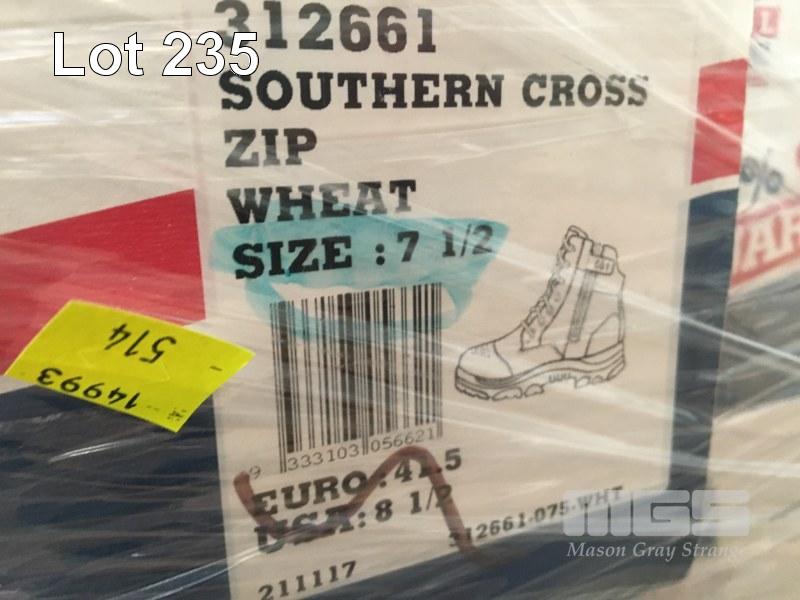 Lot 235
312661
SOUTHERN CROSS
ZIP
WHEAT
SIZE : 7 1/2
14993
514
9 333103 056621
EURO : 41.5
USA : 8 1/2
312661-075-WHT
211117
MGS
Mason Gray Strange